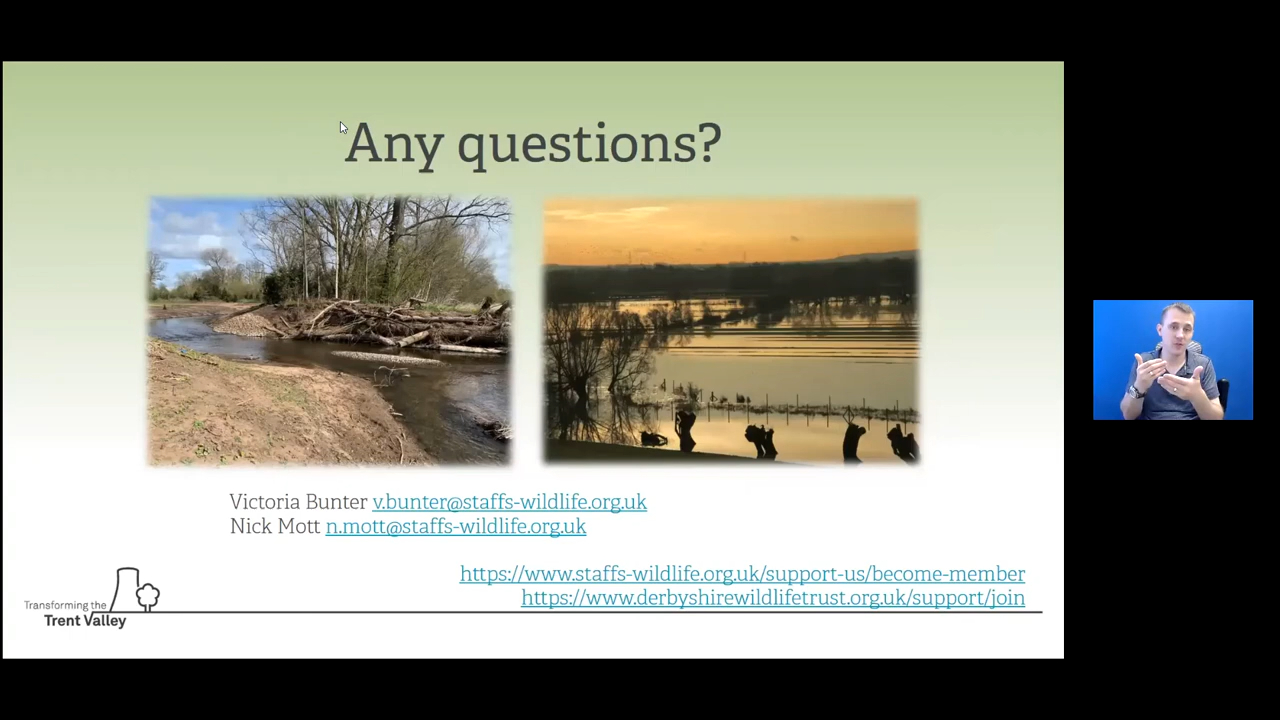 Any questions?
Victoria Bunter v.bunter@staffs-wildlife.org.uk
Nick Mott n.mott@staffs-wildlife.org.uk
https://www.staffs-wildlife.org.uk/support-us/become-member
https://www.derbyshirewildlifetrust.org.uk/support/join
Transforming the
Trent Valley